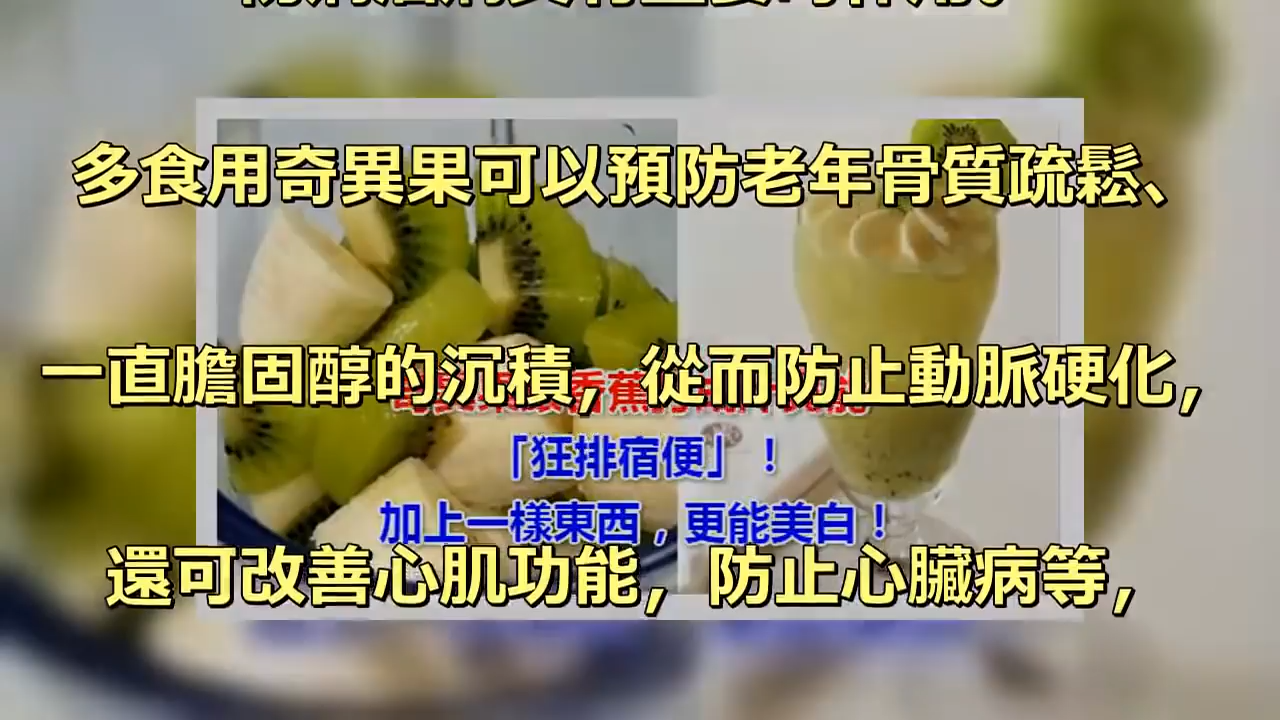 多食用奇異果可以預防老年骨質疏鬆、
一直膽固醇的沉積，從而防止動脈硬化，
「狂排宿便」！
加上一樣東西，更能美白！
還可改善心肌功能，防止心臟病等，